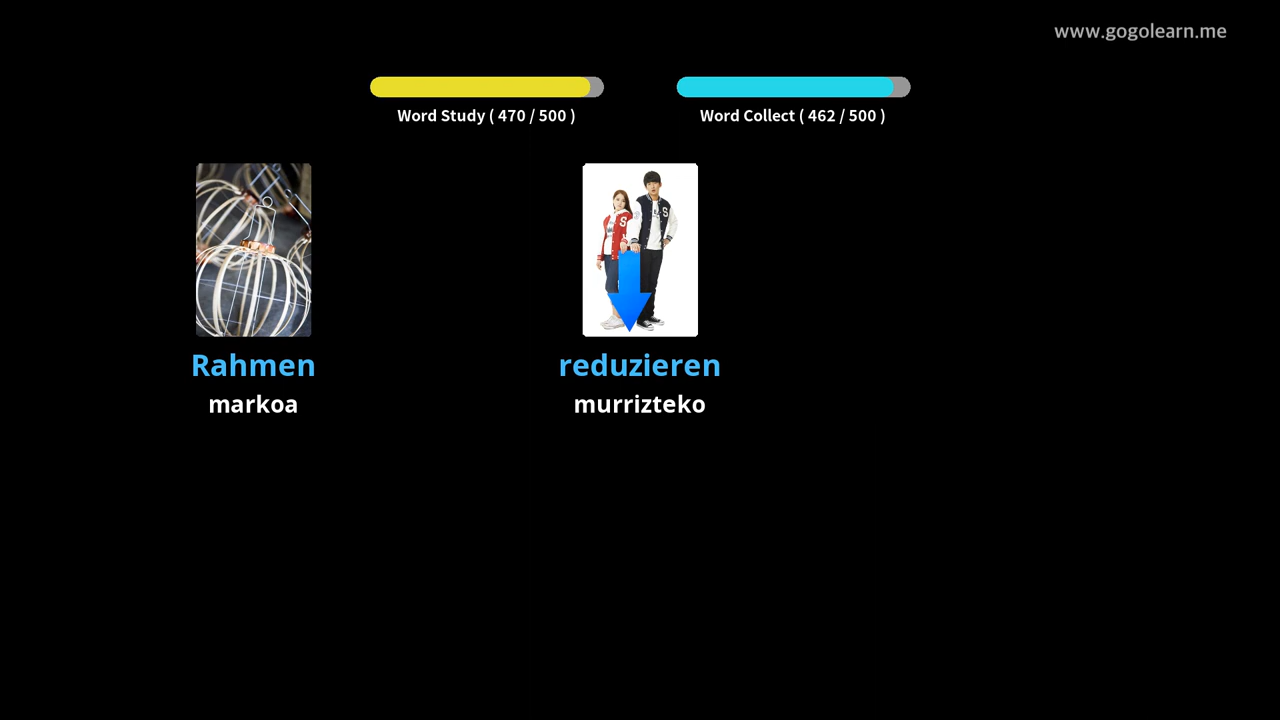 www.gogolearn.me
Word Study ( 470 / 500 )
Word Collect ( 462 / 500 )
S
S
Rahmen
markoa
reduzieren
murrizteko